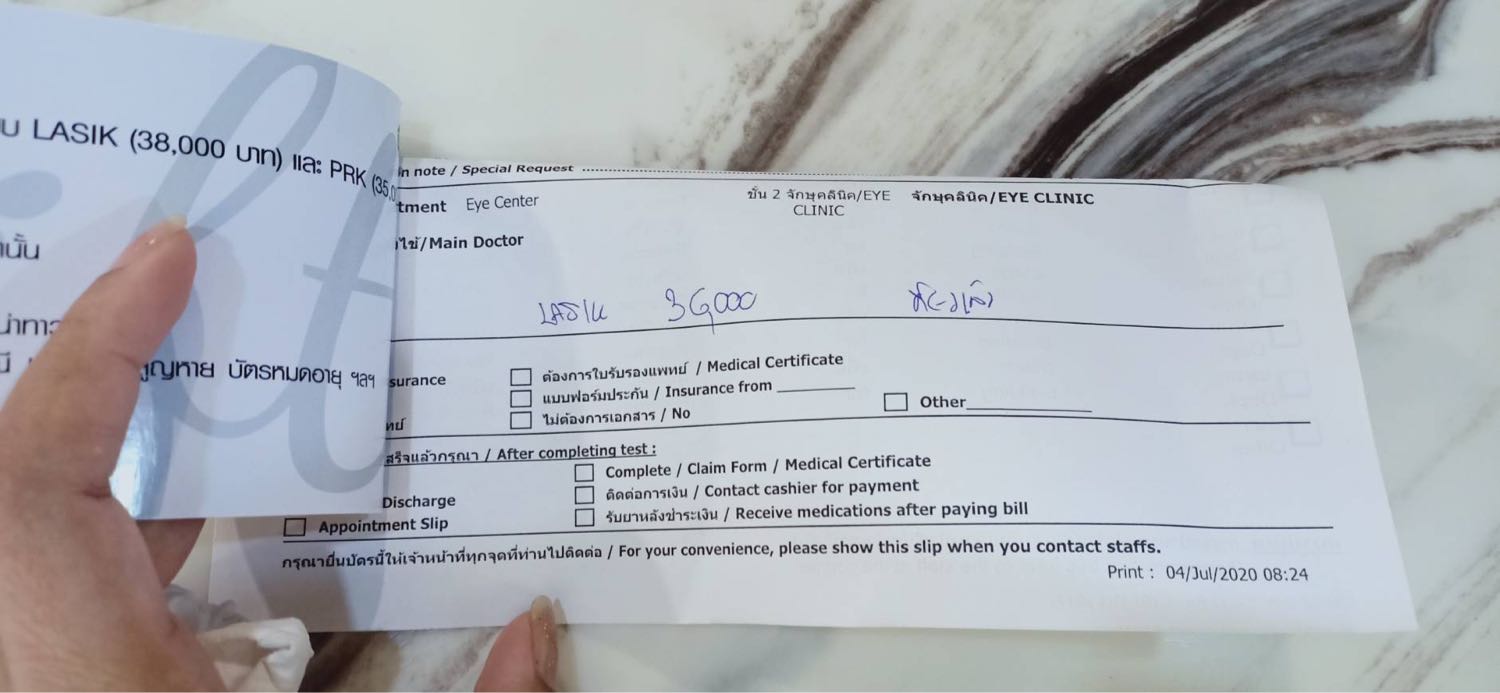 บ LASIK (38,000 บาท) และ PRK (35,0
านั้น
ญหาย บัตรหมดอายุ ฯลฯ
n note / Special Request
tment Eye Center ชั้น 2 จักษุคลินิค/EYE CLINIC จักษุคลินิค/EYE CLINIC
ไข้/Main Doctor
LASIK
surance
ต้องการใบรับรองแพทย์ / Medical Certificate
แบบฟอร์มประกัน / Insurance from
ไม่ต้องการเอกสาร / No
Other
ทย์
สร็จแล้วกรุณา / After completing test :
Complete / Claim Form / Medical Certificate
Discharge
ติดต่อการเงิน / Contact cashier for payment
Appointment Slip
รับยาหลังชำระเงิน / Receive medications after paying bill
กรุณายื่นบัตรนี้ให้เจ้าหน้าที่ทุกจุดที่ท่านไปติดต่อ / For your convenience, please show this slip when you contact staffs.
Print : 04/Jul/2020 08:24